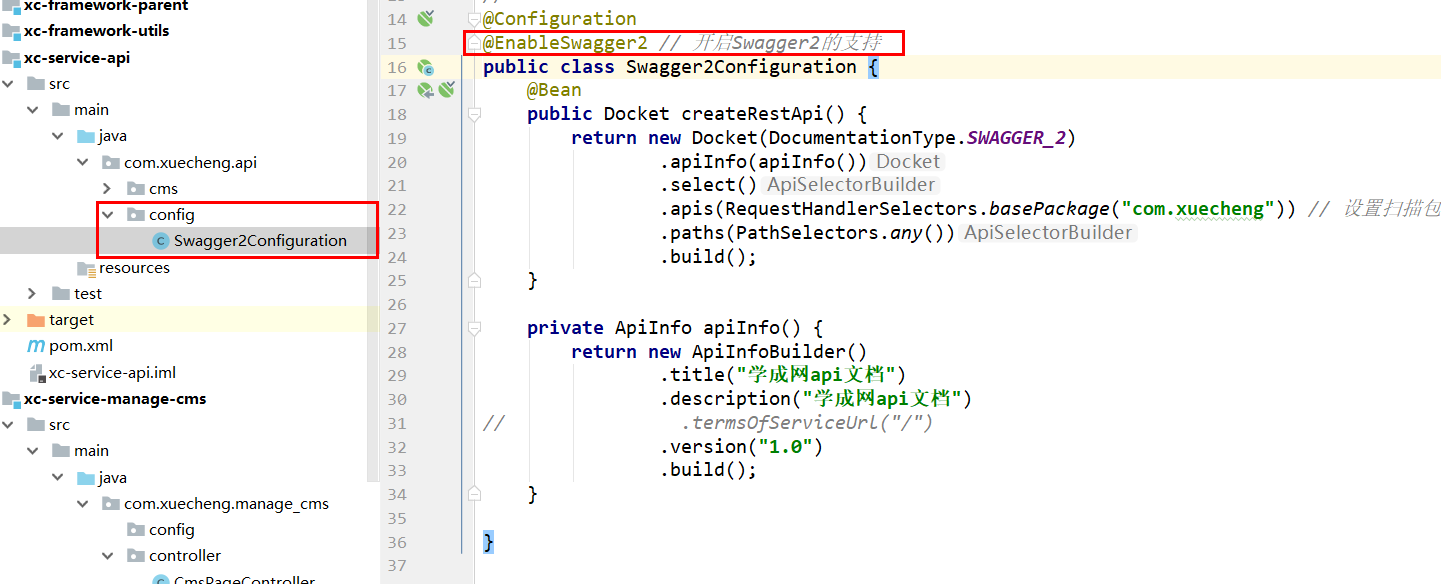 xc-framework-parent
xc-framework-utils
xc-service-api
src
main
java
com.xuecheng.api
cms
config
Swagger2Configuration
resources
test
target
pom.xml
xc-service-api.iml
xc-service-manage-cms
src
main
java
com.xuecheng.manage_cms
config
controller
CmsPageController
14 @Configuration
15 @EnableSwagger2 // 开启Swagger2的支持
16 public class Swagger2Configuration {
17 @Bean
18 public Docket createRestApi() {
19 return new Docket(DocumentationType.SWAGGER_2)
20 .apiInfo(apiInfo()) Docket
21 .select() ApiSelectorBuilder
22 .apis(RequestHandlerSelectors.basePackage("com.xuecheng")) // 设置扫描包
23 .paths(PathSelectors.any()) ApiSelectorBuilder
24 .build();
25 }
26
27 private ApiInfo apiInfo() {
28 return new ApiInfoBuilder()
29 .title("学成网api文档")
30 .description("学成网api文档")
31 // .termsOfServiceUrl("/")
32 .version("1.0")
33 .build();
34 }
35
36 }
37